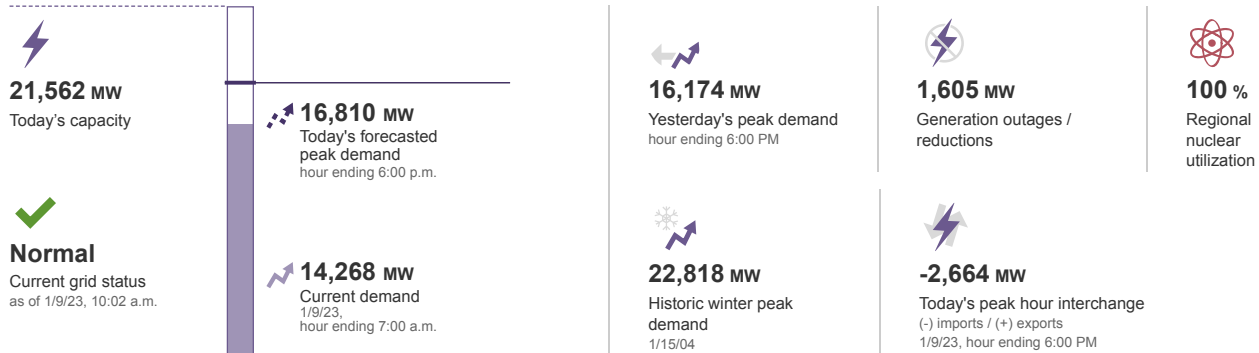 21,562 MW
Today's capacity
Normal
Current grid status
as of 1/9/23, 10:02 a.m.
16,810 MW
Today's forecasted
peak demand
hour ending 6:00 p.m.
14,268 MW
Current demand
1/9/23,
hour ending 7:00 a.m.
16,174 MW
Yesterday's peak demand
hour ending 6:00 PM
1,605 MW
Generation outages /
reductions
100 %
Regional
nuclear
utilization
22,818 MW
Historic winter peak
demand
1/15/04
-2,664 MW
Today's peak hour interchange
(-) imports / (+) exports
1/9/23, hour ending 6:00 PM